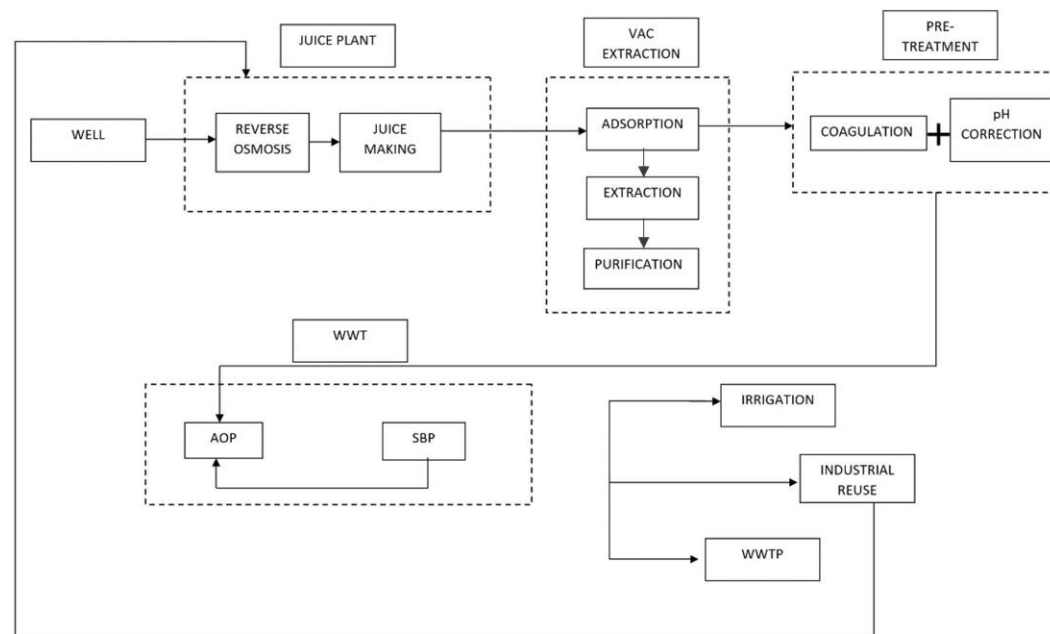 JUICE PLANT
VAC
EXTRACTION
PRE-
TREATMENT
WELL
REVERSE
OSMOSIS
JUICE
MAKING
ADSORPTION
EXTRACTION
PURIFICATION
COAGULATION
+
pH
CORRECTION
WWT
AOP
SBP
IRRIGATION
INDUSTRIAL
REUSE
WWTP